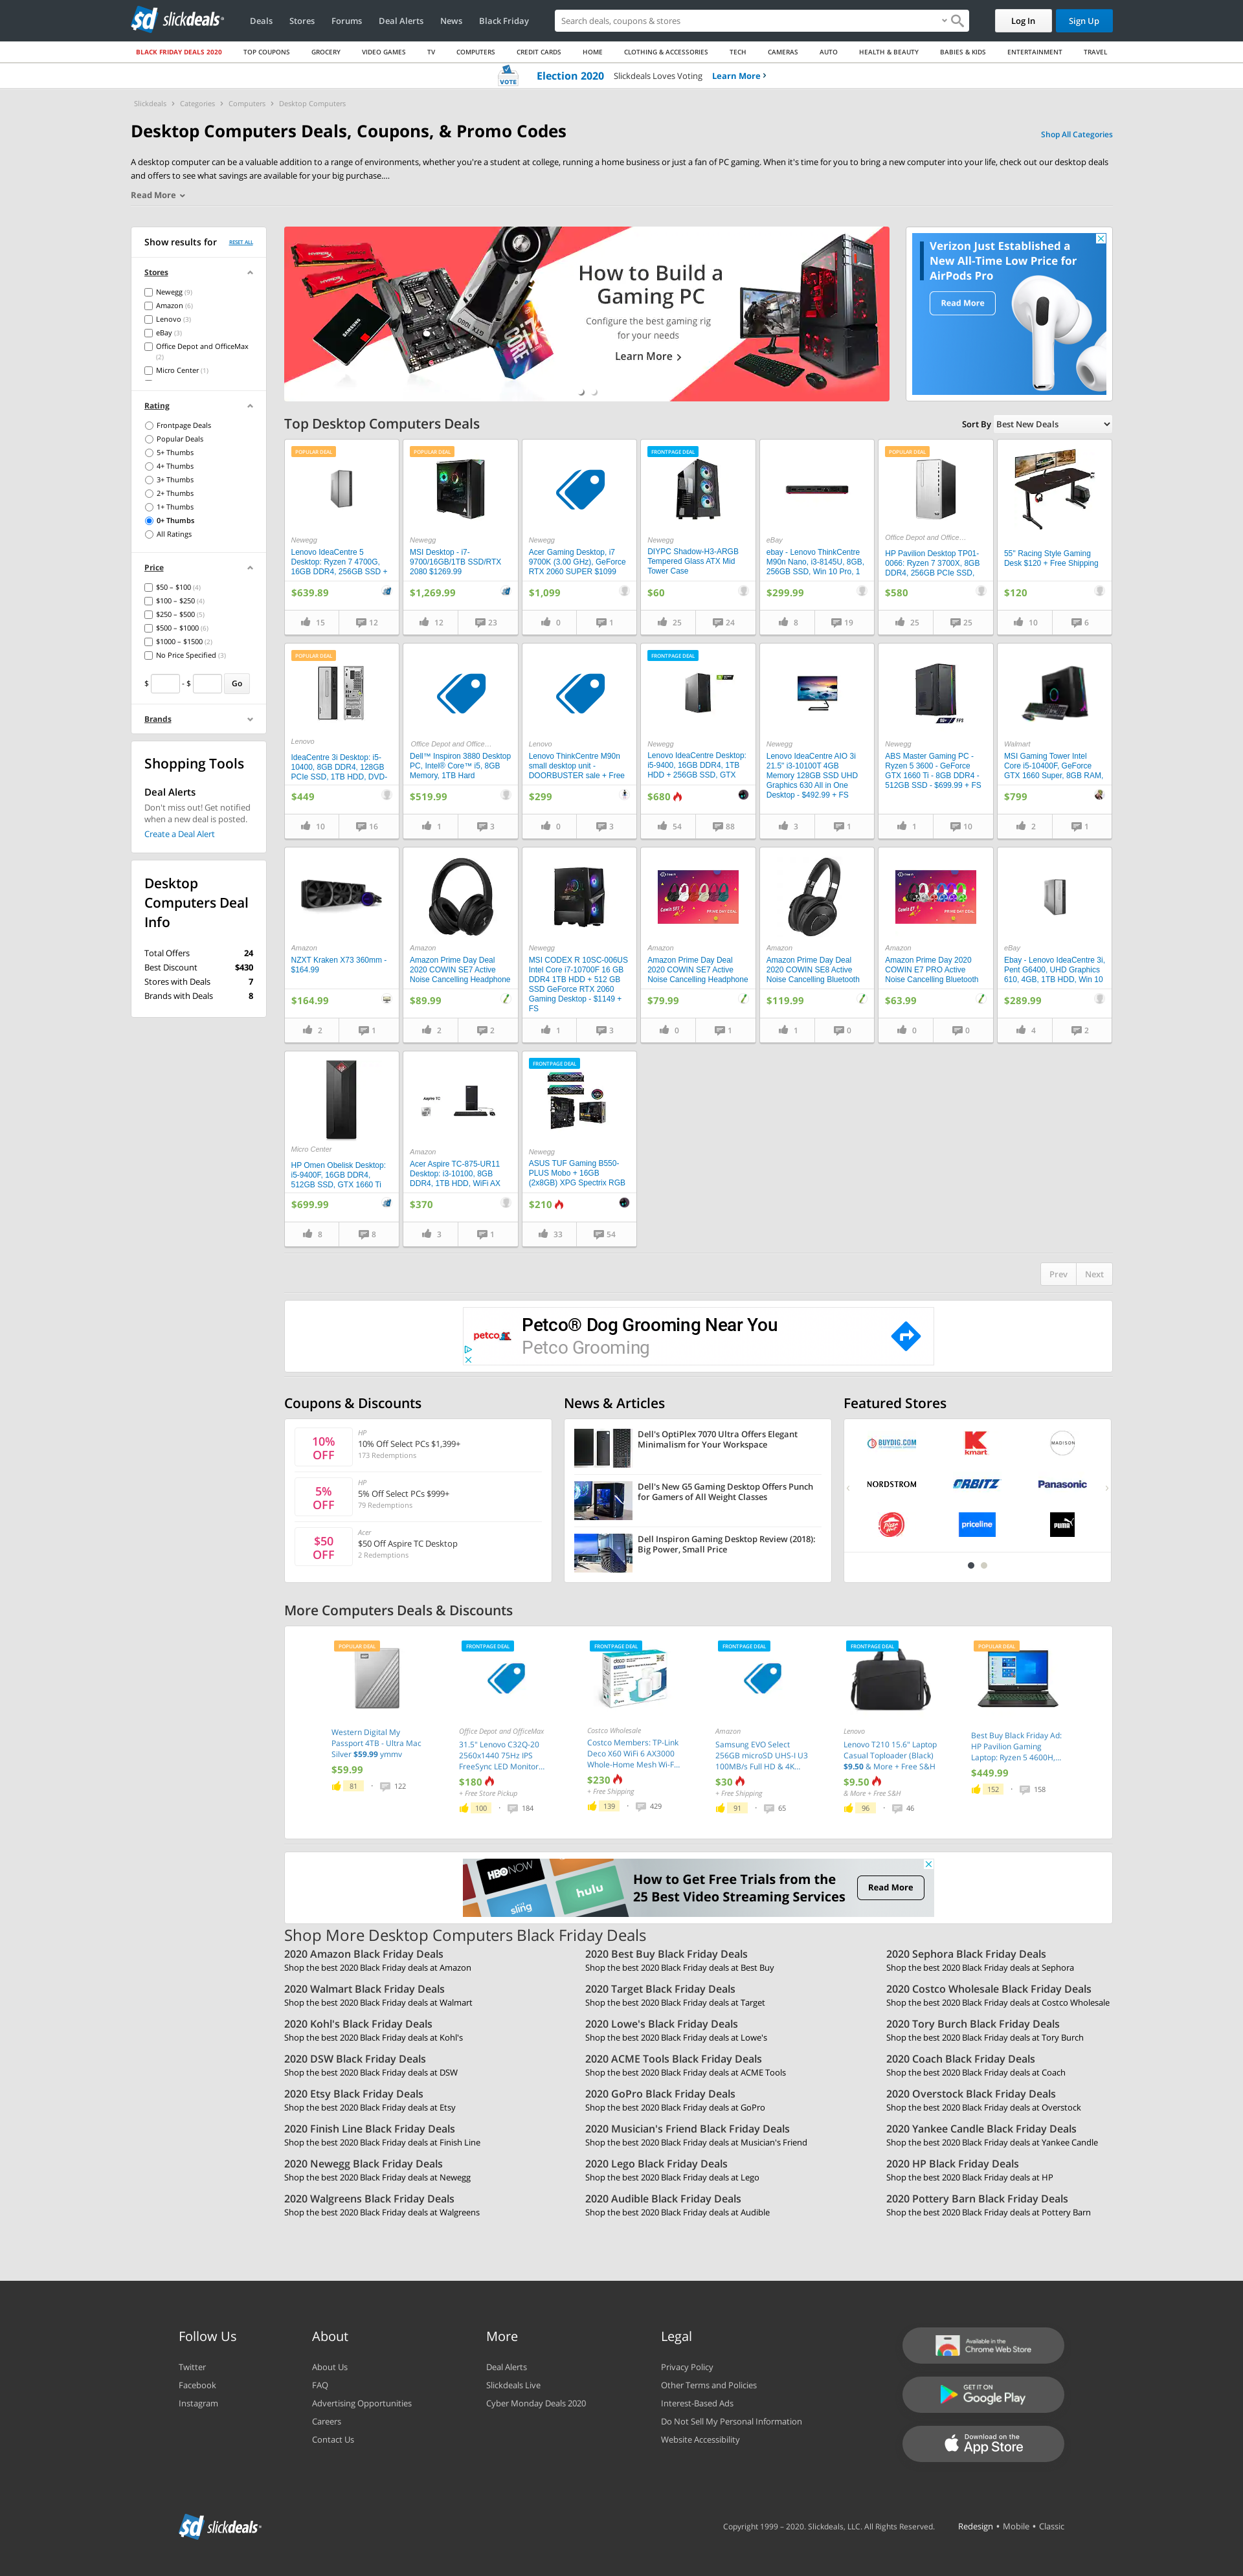 slickdeals
Deals
Stores
Forums
Deal Alerts
News
Black Friday
Search deals, coupons & stores
Log In
Sign Up
BLACK FRIDAY DEALS 2020
TOP COUPONS
GROCERY
VIDEO GAMES
TV
COMPUTERS
CREDIT CARDS
HOME
CLOTHING & ACCESSORIES
TECH
CAMERAS
AUTO
HEALTH & BEAUTY
BABIES & KIDS
ENTERTAINMENT
TRAVEL
VOTE
Election 2020 Slickdeals Loves Voting Learn More
Slickdeals > Categories > Computers > Desktop Computers
Desktop Computers Deals, Coupons, & Promo Codes
Shop All Categories
A desktop computer can be a valuable addition to a range of environments, whether you're a student at college, running a home business or just a fan of PC gaming. When it's time for you to bring a new computer into your life, check out our desktop deals
and offers to see what savings are available for your big purchase....
Read More
Show results for RESET ALL
Stores
Newegg (9)
Amazon (6)
Lenovo (3)
eBay (3)
Office Depot and OfficeMax
(2)
Micro Center (1)
Rating
Frontpage Deals
Popular Deals
5+ Thumbs
4+ Thumbs
3+ Thumbs
2+ Thumbs
1+ Thumbs
0+ Thumbs
All Ratings
Price
$50 – $100 (4)
$100 – $250 (4)
$250 – $500 (5)
$500 – $1000 (6)
$1000 – $1500 (2)
No Price Specified (3)
$ - $ Go
Brands
Shopping Tools
Deal Alerts
Don't miss out! Get notified
when a new deal is posted.
Create a Deal Alert
Desktop
Computers Deal
Info
Total Offers 24
Best Discount $430
Stores with Deals 7
Brands with Deals 8
How to Build a
Gaming PC
Configure the best gaming rig
for your needs
Learn More
Verizon Just Established a
New All-Time Low Price for
AirPods Pro
Read More
Top Desktop Computers Deals
Sort By Best New Deals
POPULAR DEAL
Newegg
Lenovo IdeaCentre 5
Desktop: Ryzen 7 4700G,
16GB DDR4, 256GB SSD +
$639.89
15 12
POPULAR DEAL
Newegg
MSI Desktop - i7-
9700/16GB/1TB SSD/RTX
2080 $1269.99
$1,269.99
12 23
Newegg
Acer Gaming Desktop, i7
9700K (3.00 GHz), GeForce
RTX 2060 SUPER $1099
$1,099
0 1
FRONTPAGE DEAL
Newegg
DIYPC Shadow-H3-ARGB
Tempered Glass ATX Mid
Tower Case
$60
25 24
eBay
ebay - Lenovo ThinkCentre
M90n Nano, i3-8145U, 8GB,
256GB SSD, Win 10 Pro, 1
$299.99
8 19
POPULAR DEAL
Office Depot and Office…
HP Pavilion Desktop TP01-
0066: Ryzen 7 3700X, 8GB
DDR4, 256GB PCIe SSD,
$580
25 25
55" Racing Style Gaming
Desk $120 + Free Shipping
$120
10 6
POPULAR DEAL
Lenovo
IdeaCentre 3i Desktop: i5-
10400, 8GB DDR4, 128GB
PCIe SSD, 1TB HDD, DVD-
$449
10 16
Office Depot and Office…
Dell™ Inspiron 3880 Desktop
PC, Intel® Core™ i5, 8GB
Memory, 1TB Hard
$519.99
1 3
Lenovo
Lenovo ThinkCentre M90n
small desktop unit -
DOORBUSTER sale + Free
$299
0 3
FRONTPAGE DEAL
Newegg
Lenovo IdeaCentre Desktop:
i5-9400, 16GB DDR4, 1TB
HDD + 256GB SSD, GTX
$680
54 88
Newegg
Lenovo IdeaCentre AIO 3i
21.5" i3-10100T 4GB
Memory 128GB SSD UHD
Graphics 630 All in One
Desktop - $492.99 + FS
3 1
Newegg
ABS Master Gaming PC -
Ryzen 5 3600 - GeForce
GTX 1660 Ti - 8GB DDR4 -
512GB SSD - $699.99 + FS
1 10
Walmart
MSI Gaming Tower Intel
Core i5-10400F, GeForce
GTX 1660 Super, 8GB RAM,
$799
2 1
Amazon
NZXT Kraken X73 360mm -
$164.99
$164.99
2 1
Amazon
Amazon Prime Day Deal
2020 COWIN SE7 Active
Noise Cancelling Headphone
$89.99
2 2
Newegg
MSI CODEX R 10SC-006US
Intel Core i7-10700F 16 GB
DDR4 1TB HDD + 512 GB
SSD GeForce RTX 2060
Gaming Desktop - $1149 +
FS
1 3
PRIME DAY DEAL
Amazon
Amazon Prime Day Deal
2020 COWIN SE7 Active
Noise Cancelling Headphone
$79.99
0 1
Amazon
Amazon Prime Day Deal
2020 COWIN SE8 Active
Noise Cancelling Bluetooth
$119.99
1 0
PRIME DAY DEAL
Amazon
Amazon Prime Day 2020
COWIN E7 PRO Active
Noise Cancelling Bluetooth
$63.99
0 0
eBay
Ebay - Lenovo IdeaCentre 3i,
Pent G6400, UHD Graphics
610, 4GB, 1TB HDD, Win 10
$289.99
4 2
Micro Center
HP Omen Obelisk Desktop:
i5-9400F, 16GB DDR4,
512GB SSD, GTX 1660 Ti
$699.99
8 8
Aspire TC
Amazon
Acer Aspire TC-875-UR11
Desktop: i3-10100, 8GB
DDR4, 1TB HDD, WiFi AX
$370
3 1
FRONTPAGE DEAL
Newegg
ASUS TUF Gaming B550-
PLUS Mobo + 16GB
(2x8GB) XPG Spectrix RGB
$210
33 54
Prev Next
petco
Petco® Dog Grooming Near You
Petco Grooming
Coupons & Discounts
10%
OFF
HP
10% Off Select PCs $1,399+
173 Redemptions
5%
OFF
HP
5% Off Select PCs $999+
79 Redemptions
$50
OFF
Acer
$50 Off Aspire TC Desktop
2 Redemptions
News & Articles
Dell's OptiPlex 7070 Ultra Offers Elegant
Minimalism for Your Workspace
Dell's New G5 Gaming Desktop Offers Punch
for Gamers of All Weight Classes
Dell Inspiron Gaming Desktop Review (2018):
Big Power, Small Price
Featured Stores
BUYDIG.COM
kmart
MADISON
NORDSTROM
ORBITZ
Panasonic
Pizza Hut
priceline
PUMA
More Computers Deals & Discounts
POPULAR DEAL
Western Digital My
Passport 4TB - Ultra Mac
Silver $59.99 ymmv
$59.99
81 · 122
FRONTPAGE DEAL
Office Depot and OfficeMax
31.5" Lenovo C32Q-20
2560x1440 75Hz IPS
FreeSync LED Monitor...
$180
+ Free Store Pickup
100 · 184
FRONTPAGE DEAL
deco
Costco Wholesale
Costco Members: TP-Link
Deco X60 WiFi 6 AX3000
Whole-Home Mesh Wi-F...
$230
+ Free Shipping
139 · 429
FRONTPAGE DEAL
Amazon
Samsung EVO Select
256GB microSD UHS-I U3
100MB/s Full HD & 4K...
$30
+ Free Shipping
91 · 65
FRONTPAGE DEAL
Lenovo
Lenovo T210 15.6" Laptop
Casual Toploader (Black)
$9.50 & More + Free S&H
$9.50
& More + Free S&H
96 · 46
POPULAR DEAL
Best Buy Black Friday Ad:
HP Pavilion Gaming
Laptop: Ryzen 5 4600H,...
$449.99
152 · 158
HBO NOW
sling
hulu
How to Get Free Trials from the
25 Best Video Streaming Services
Read More
Shop More Desktop Computers Black Friday Deals
2020 Amazon Black Friday Deals
Shop the best 2020 Black Friday deals at Amazon
2020 Best Buy Black Friday Deals
Shop the best 2020 Black Friday deals at Best Buy
2020 Sephora Black Friday Deals
Shop the best 2020 Black Friday deals at Sephora
2020 Walmart Black Friday Deals
Shop the best 2020 Black Friday deals at Walmart
2020 Target Black Friday Deals
Shop the best 2020 Black Friday deals at Target
2020 Costco Wholesale Black Friday Deals
Shop the best 2020 Black Friday deals at Costco Wholesale
2020 Kohl's Black Friday Deals
Shop the best 2020 Black Friday deals at Kohl's
2020 Lowe's Black Friday Deals
Shop the best 2020 Black Friday deals at Lowe's
2020 Tory Burch Black Friday Deals
Shop the best 2020 Black Friday deals at Tory Burch
2020 DSW Black Friday Deals
Shop the best 2020 Black Friday deals at DSW
2020 ACME Tools Black Friday Deals
Shop the best 2020 Black Friday deals at ACME Tools
2020 Coach Black Friday Deals
Shop the best 2020 Black Friday deals at Coach
2020 Etsy Black Friday Deals
Shop the best 2020 Black Friday deals at Etsy
2020 GoPro Black Friday Deals
Shop the best 2020 Black Friday deals at GoPro
2020 Overstock Black Friday Deals
Shop the best 2020 Black Friday deals at Overstock
2020 Finish Line Black Friday Deals
Shop the best 2020 Black Friday deals at Finish Line
2020 Musician's Friend Black Friday Deals
Shop the best 2020 Black Friday deals at Musician's Friend
2020 Yankee Candle Black Friday Deals
Shop the best 2020 Black Friday deals at Yankee Candle
2020 Newegg Black Friday Deals
Shop the best 2020 Black Friday deals at Newegg
2020 Lego Black Friday Deals
Shop the best 2020 Black Friday deals at Lego
2020 HP Black Friday Deals
Shop the best 2020 Black Friday deals at HP
2020 Walgreens Black Friday Deals
Shop the best 2020 Black Friday deals at Walgreens
2020 Audible Black Friday Deals
Shop the best 2020 Black Friday deals at Audible
2020 Pottery Barn Black Friday Deals
Shop the best 2020 Black Friday deals at Pottery Barn
Follow Us
Twitter
Facebook
Instagram
About
About Us
FAQ
Advertising Opportunities
Careers
Contact Us
More
Deal Alerts
Slickdeals Live
Cyber Monday Deals 2020
Legal
Privacy Policy
Other Terms and Policies
Interest-Based Ads
Do Not Sell My Personal Information
Website Accessibility
Available in the
Chrome Web Store
GET IT ON
Google Play
Download on the
App Store
slickdeals
Copyright 1999 – 2020. Slickdeals, LLC. All Rights Reserved.
Redesign • Mobile • Classic